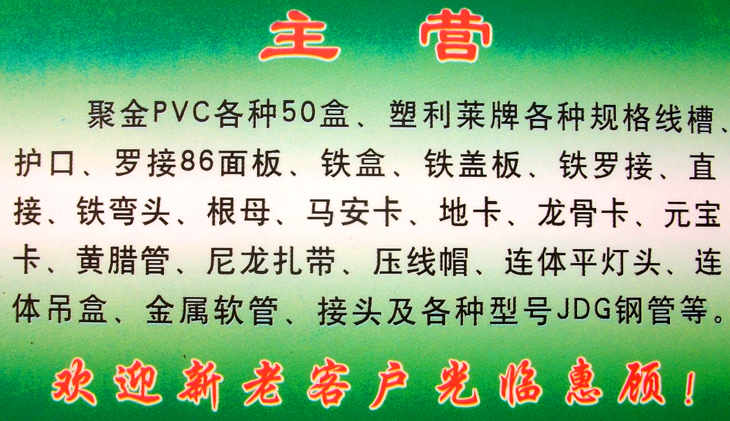 主营
聚金PVC各种50盒、塑利莱牌各种规格线槽、
护口、罗接86面板、铁盒、铁盖板、铁罗接、直
接、铁弯头、根母、马安卡、地卡、龙骨卡、元宝
卡、黄腊管、尼龙扎带、压线帽、连体平灯头、连
体吊盒、金属软管、接头及各种型号JDG钢管等。
欢迎新老客户光临惠顾！